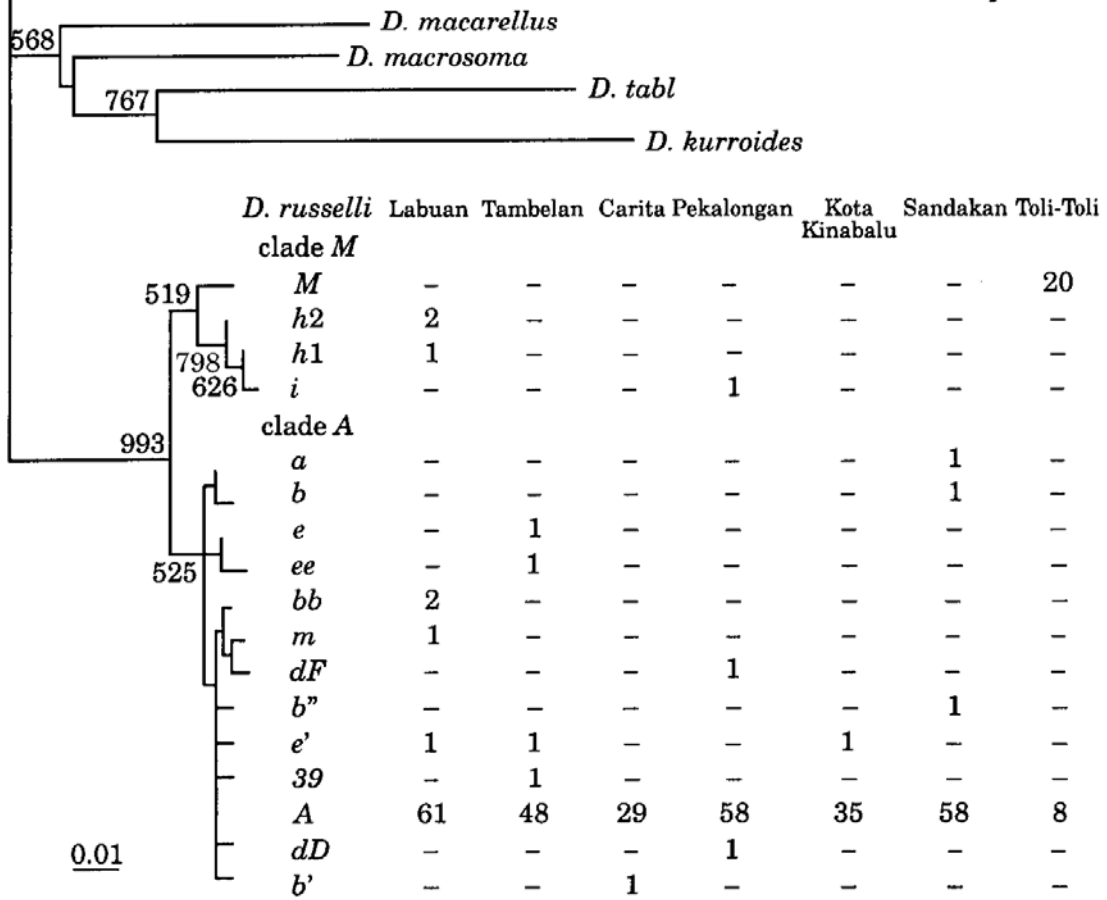 568
D. macarellus
D. macrosoma
767
D. tabl
D. kurroides
D. russelli Labuan Tambelan Carita Pekalongan Kota Kinabalu Sandakan Toli-Toli
clade M
519
M – – – – – – 20
h2 2 – – – – – –
h1 1 – – – – – –
798
626
i – – – 1 – – –
clade A
993
a – – – – – 1 –
b – – – – – 1 –
e – 1 – – – – –
525
ee – 1 – – – – –
bb 2 – – – – – –
m 1 – – – – – –
dF – – – 1 – – –
b” – – – – – 1 –
e’ 1 1 – – 1 – –
39 – 1 – – – – –
A 61 48 29 58 35 58 8
0.01
dD – – – 1 – – –
b’ – – 1 – – – –